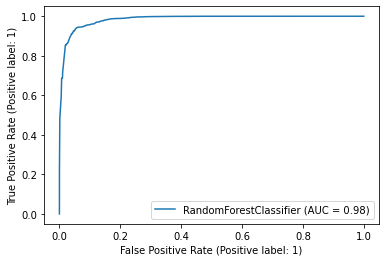 True Positive Rate (Positive label: 1)
1.0
0.8
0.6
0.4
0.2
0.0
RandomForestClassifier (AUC = 0.98)
0.0 0.2 0.4 0.6 0.8 1.0
False Positive Rate (Positive label: 1)